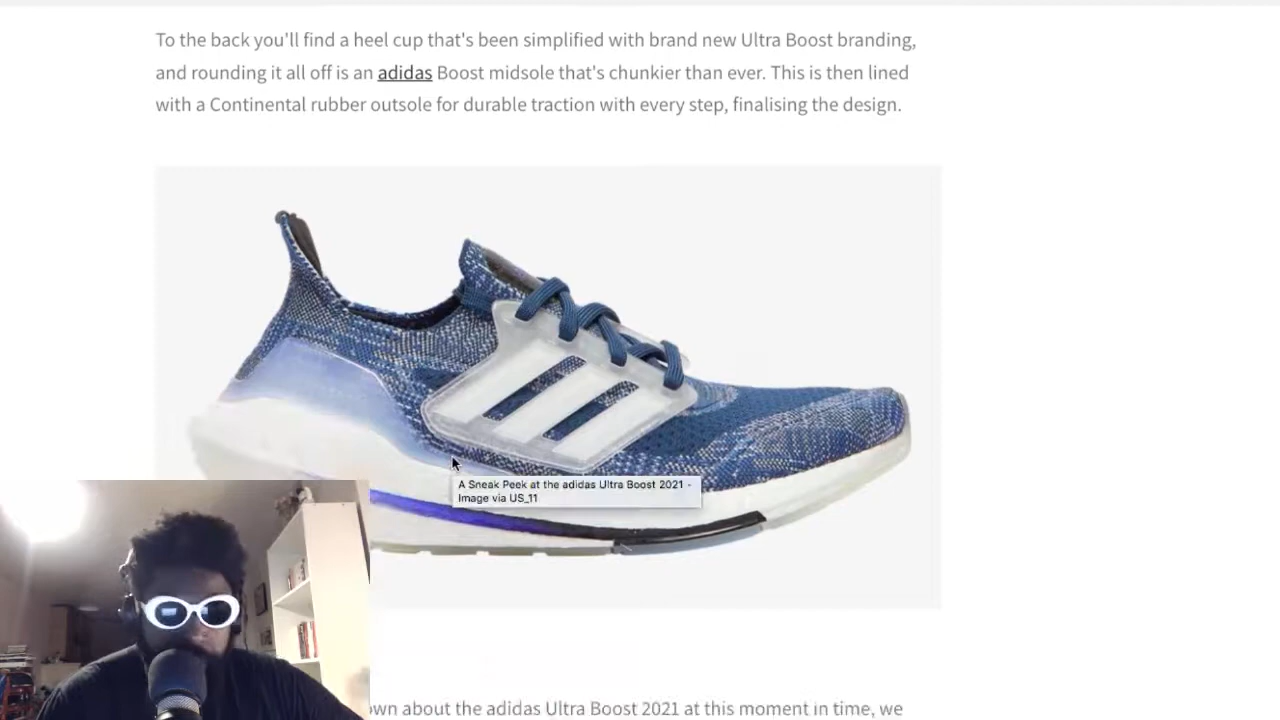 To the back you'll find a heel cup that's been simplified with brand new Ultra Boost branding,
and rounding it all off is an adidas Boost midsole that's chunkier than ever. This is then lined
with a Continental rubber outsole for durable traction with every step, finalising the design.
A Sneak Peek at the adidas Ultra Boost 2021 -
Image via US_11
about the adidas Ultra Boost 2021 at this moment in time, we